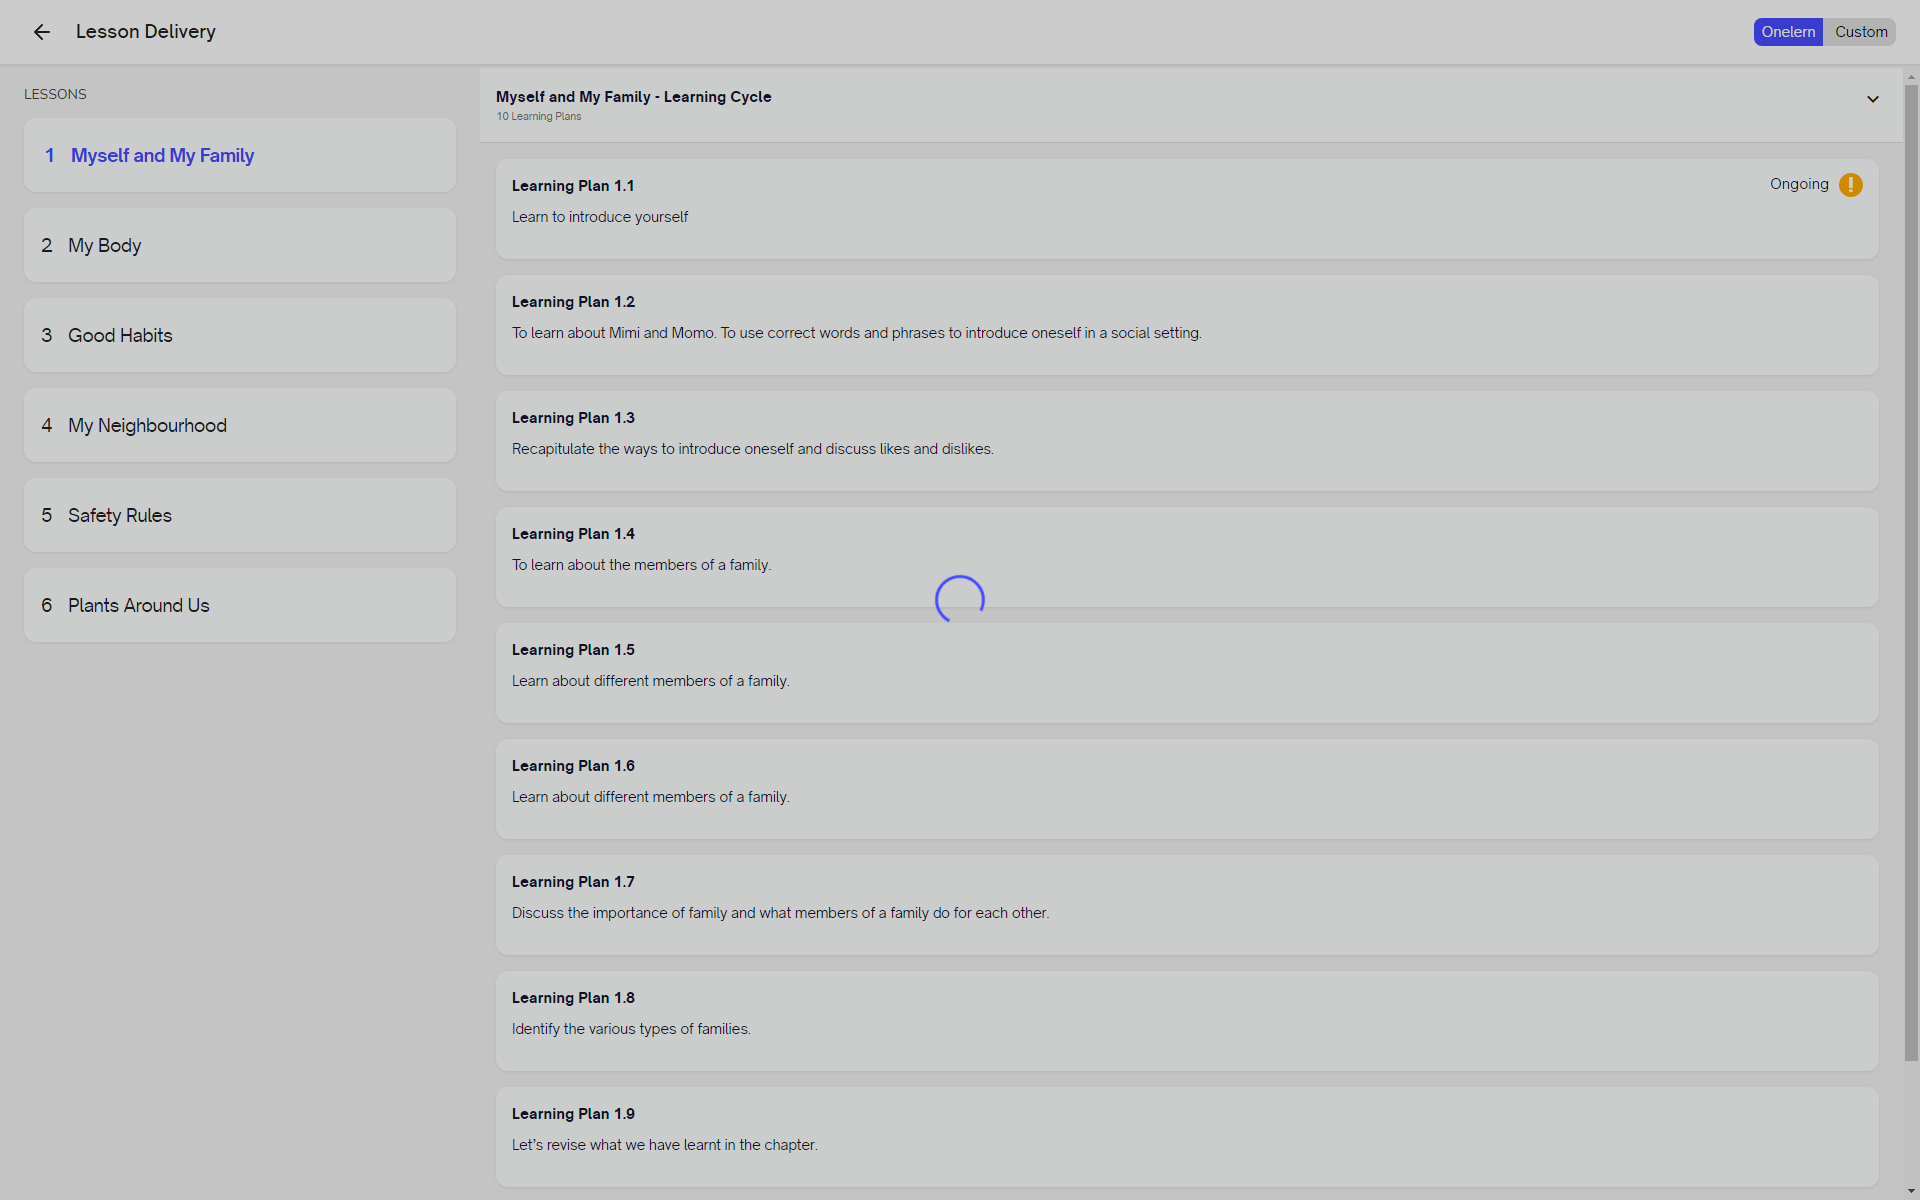 Lesson Delivery
Onelern
Custom
LESSONS
1 Myself and My Family
2 My Body
3 Good Habits
4 My Neighbourhood
5 Safety Rules
6 Plants Around Us
Myself and My Family - Learning Cycle
10 Learning Plans
Learning Plan 1.1
Ongoing
Learn to introduce yourself
Learning Plan 1.2
To learn about Mimi and Momo. To use correct words and phrases to introduce oneself in a social setting.
Learning Plan 1.3
Recapitulate the ways to introduce oneself and discuss likes and dislikes.
Learning Plan 1.4
To learn about the members of a family.
Learning Plan 1.5
Learn about different members of a family.
Learning Plan 1.6
Learn about different members of a family.
Learning Plan 1.7
Discuss the importance of family and what members of a family do for each other.
Learning Plan 1.8
Identify the various types of families.
Learning Plan 1.9
Let's revise what we have learnt in the chapter.